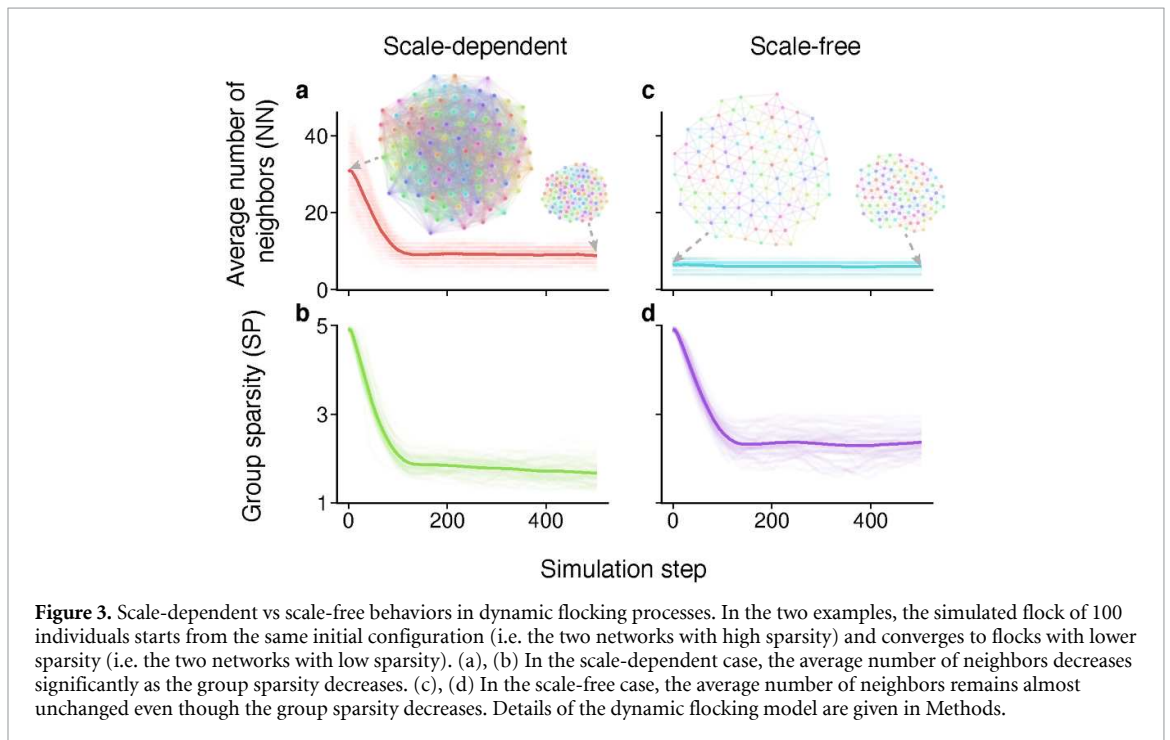 Scale-dependent
Scale-free
a
c
Average number of
neighbors (NN)
40
20
0
b
d
Group sparsity (SP)
5
3
1
0
200
400
0
200
400
Simulation step
Figure 3. Scale-dependent vs scale-free behaviors in dynamic flocking processes. In the two examples, the simulated flock of 100
individuals starts from the same initial configuration (i.e. the two networks with high sparsity) and converges to flocks with lower
sparsity (i.e. the two networks with low sparsity). (a), (b) In the scale-dependent case, the average number of neighbors decreases
significantly as the group sparsity decreases. (c), (d) In the scale-free case, the average number of neighbors remains almost
unchanged even though the group sparsity decreases. Details of the dynamic flocking model are given in Methods.